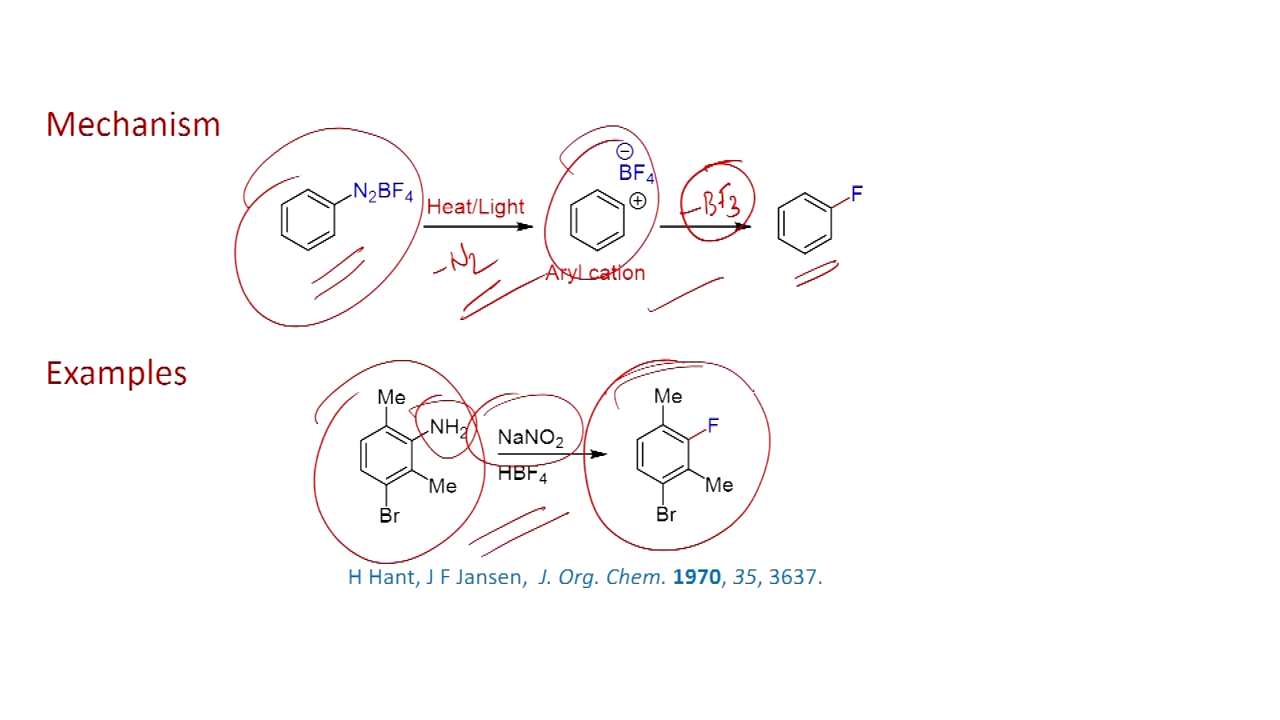 Mechanism
N₂BF₄
Heat/Light
-N₂
⊖
BF₄
⊕
Aryl cation
-BF₃
F
Examples
Me
NH₂
Me
Br
NaNO₂
HBF₄
Me
F
Me
Br
H Hant, J F Jansen, J. Org. Chem. 1970, 35, 3637.